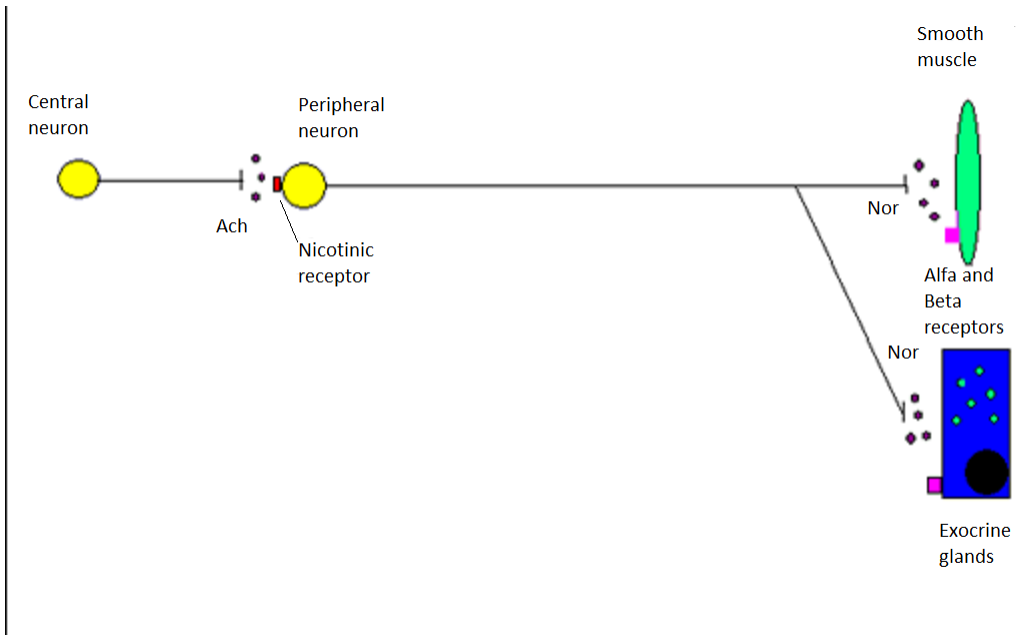 Smooth
muscle
Central
neuron
Peripheral
neuron
Ach
Nor
Nicotinic
receptor
Alfa and
Beta
receptors
Nor
Exocrine
glands